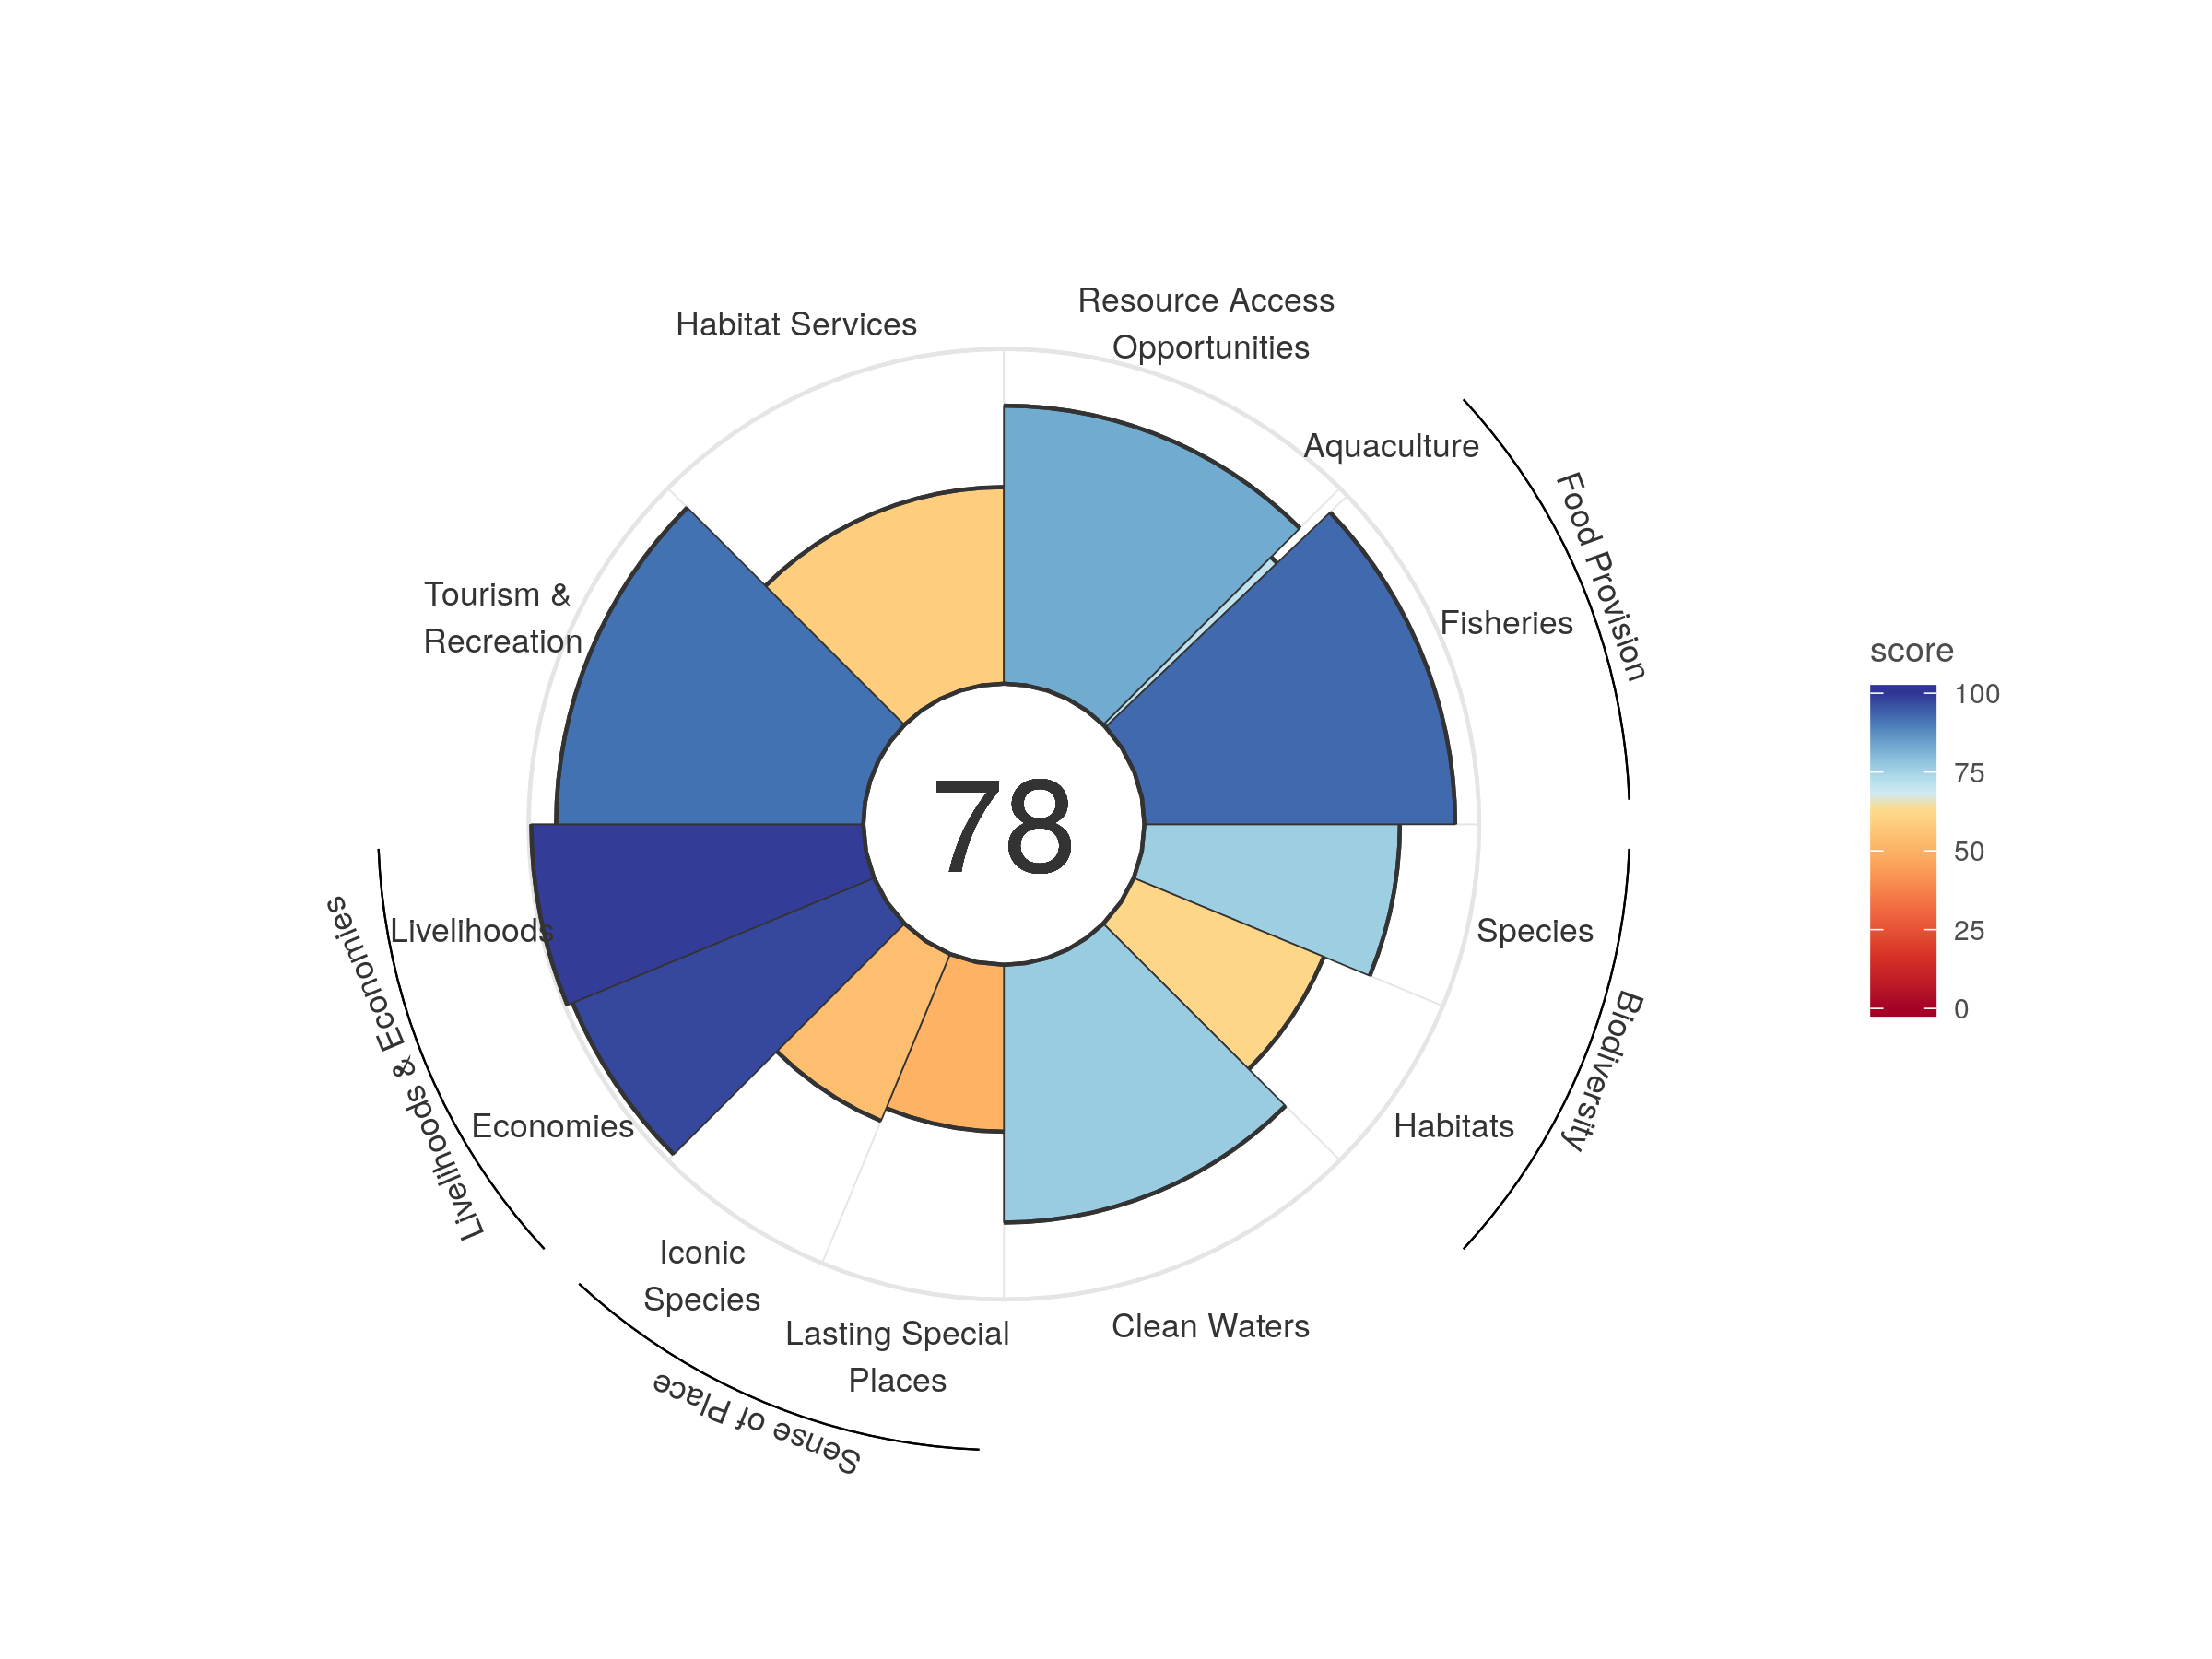 Resource Access
Opportunities
Habitat Services
Aquaculture
Food Provision
Tourism &
Recreation
Fisheries
score
100
75
50
25
0
78
Livelihoods
Species
Livelihoods & Economies
Biodiversity
Economies
Habitats
Iconic
Species
Lasting Special
Places
Clean Waters
Sense of Place